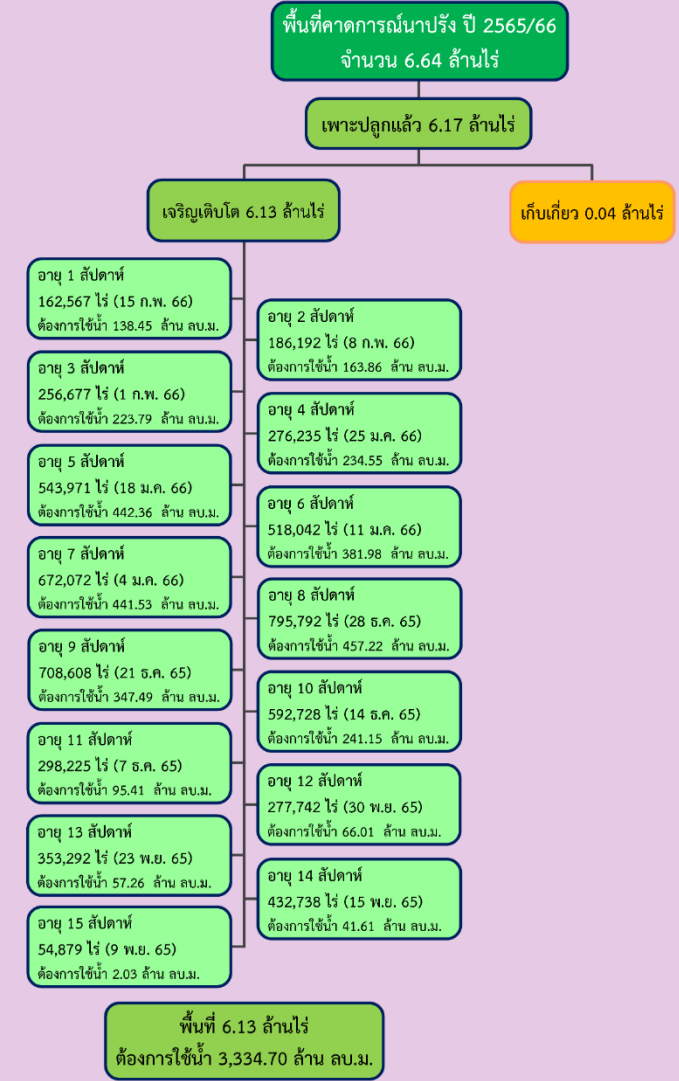 พื้นที่คาดการณ์นาปรัง ปี 2565/66
จำนวน 6.64 ล้านไร่
เพาะปลูกแล้ว 6.17 ล้านไร่
เจริญเติบโต 6.13 ล้านไร่
เก็บเกี่ยว 0.04 ล้านไร่
อายุ 1 สัปดาห์
162,567 ไร่ (15 ก.พ. 66)
ต้องการใช้น้ำ 138.45 ล้าน ลบ.ม.
อายุ 2 สัปดาห์
186,192 ไร่ (8 ก.พ. 66)
ต้องการใช้น้ำ 163.86 ล้าน ลบ.ม.
อายุ 3 สัปดาห์
256,677 ไร่ (1 ก.พ. 66)
ต้องการใช้น้ำ 223.79 ล้าน ลบ.ม.
อายุ 4 สัปดาห์
276,235 ไร่ (25 ม.ค. 66)
ต้องการใช้น้ำ 234.55 ล้าน ลบ.ม.
อายุ 5 สัปดาห์
543,971 ไร่ (18 ม.ค. 66)
ต้องการใช้น้ำ 442.36 ล้าน ลบ.ม.
อายุ 6 สัปดาห์
518,042 ไร่ (11 ม.ค. 66)
ต้องการใช้น้ำ 381.98 ล้าน ลบ.ม.
อายุ 7 สัปดาห์
672,072 ไร่ (4 ม.ค. 66)
ต้องการใช้น้ำ 441.53 ล้าน ลบ.ม.
อายุ 8 สัปดาห์
795,792 ไร่ (28 ธ.ค. 65)
ต้องการใช้น้ำ 457.22 ล้าน ลบ.ม.
อายุ 9 สัปดาห์
708,608 ไร่ (21 ธ.ค. 65)
ต้องการใช้น้ำ 347.49 ล้าน ลบ.ม.
อายุ 10 สัปดาห์
592,728 ไร่ (14 ธ.ค. 65)
ต้องการใช้น้ำ 241.15 ล้าน ลบ.ม.
อายุ 11 สัปดาห์
298,225 ไร่ (7 ธ.ค. 65)
ต้องการใช้น้ำ 95.41 ล้าน ลบ.ม.
อายุ 12 สัปดาห์
277,742 ไร่ (30 พ.ย. 65)
ต้องการใช้น้ำ 66.01 ล้าน ลบ.ม.
อายุ 13 สัปดาห์
353,292 ไร่ (23 พ.ย. 65)
ต้องการใช้น้ำ 57.26 ล้าน ลบ.ม.
อายุ 14 สัปดาห์
432,738 ไร่ (15 พ.ย. 65)
ต้องการใช้น้ำ 41.61 ล้าน ลบ.ม.
อายุ 15 สัปดาห์
54,879 ไร่ (9 พ.ย. 65)
ต้องการใช้น้ำ 2.03 ล้าน ลบ.ม.
พื้นที่ 6.13 ล้านไร่
ต้องการใช้น้ำ 3,334.70 ล้าน ลบ.ม.